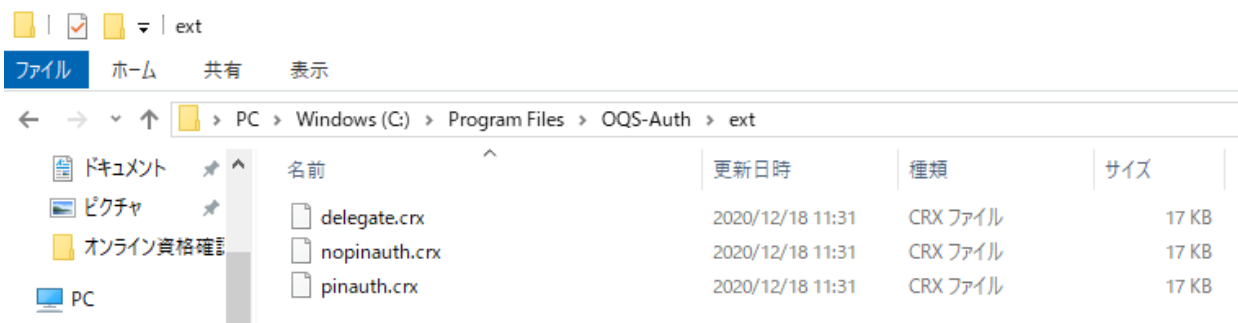 ext
ファイル ホーム 共有 表示
PC > Windows (C:) > Program Files > OQS-Auth > ext
ドキュメント
ピクチャ
オンライン資格確認
PC
名前 更新日時 種類 サイズ
delegate.crx 2020/12/18 11:31 CRX ファイル 17 KB
nopinauth.crx 2020/12/18 11:31 CRX ファイル 17 KB
pinauth.crx 2020/12/18 11:31 CRX ファイル 17 KB